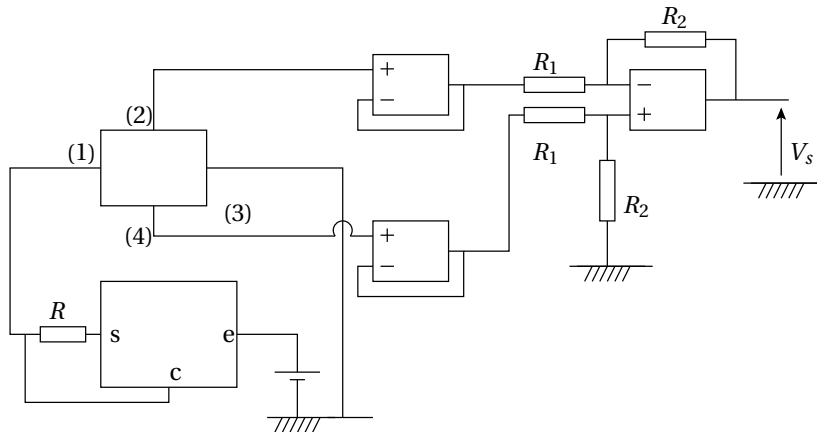 R₂
(2)
+
−
R₁
−
+
(1)
R₁
Vₛ
(3)
(4)
+
−
R₂
R
s
e
c